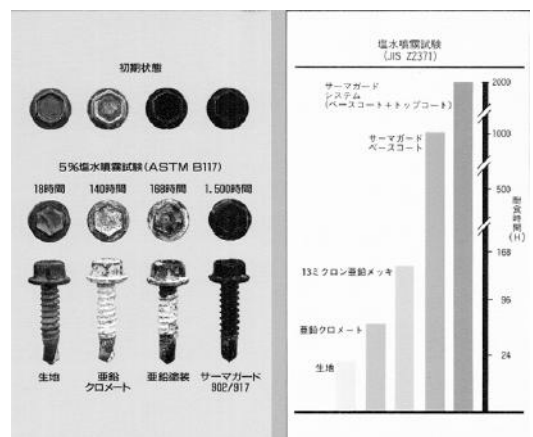 初期状態
5%塩水噴霧試験(ASTM B117)
18時間 140時間 168時間 1,500時間
生地
亜鉛
クロメート
亜鉛塗装
サーマガード
902/917
塩水噴霧試験
(JIS Z2371)
サーマガード
システム
(ベースコート+トップコート)
サーマガード
ベースコート
13ミクロン亜鉛メッキ
亜鉛クロメート
生地
2000
1000
500
168
96
24
耐食時間
(H)